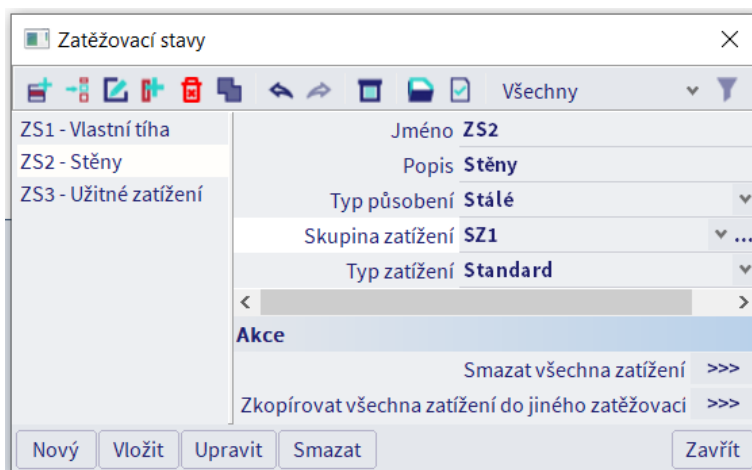 Zatěžovací stavy
Všechny
ZS1 - Vlastní tíha
ZS2 - Stěny
ZS3 - Užitné zatížení
Jméno ZS2
Popis Stěny
Typ působení Stálé
Skupina zatížení SZ1 ...
Typ zatížení Standard
Akce
Smazat všechna zatížení >>>
Zkopírovat všechna zatížení do jiného zatěžovací >>>
Nový Vložit Upravit Smazat Zavřít